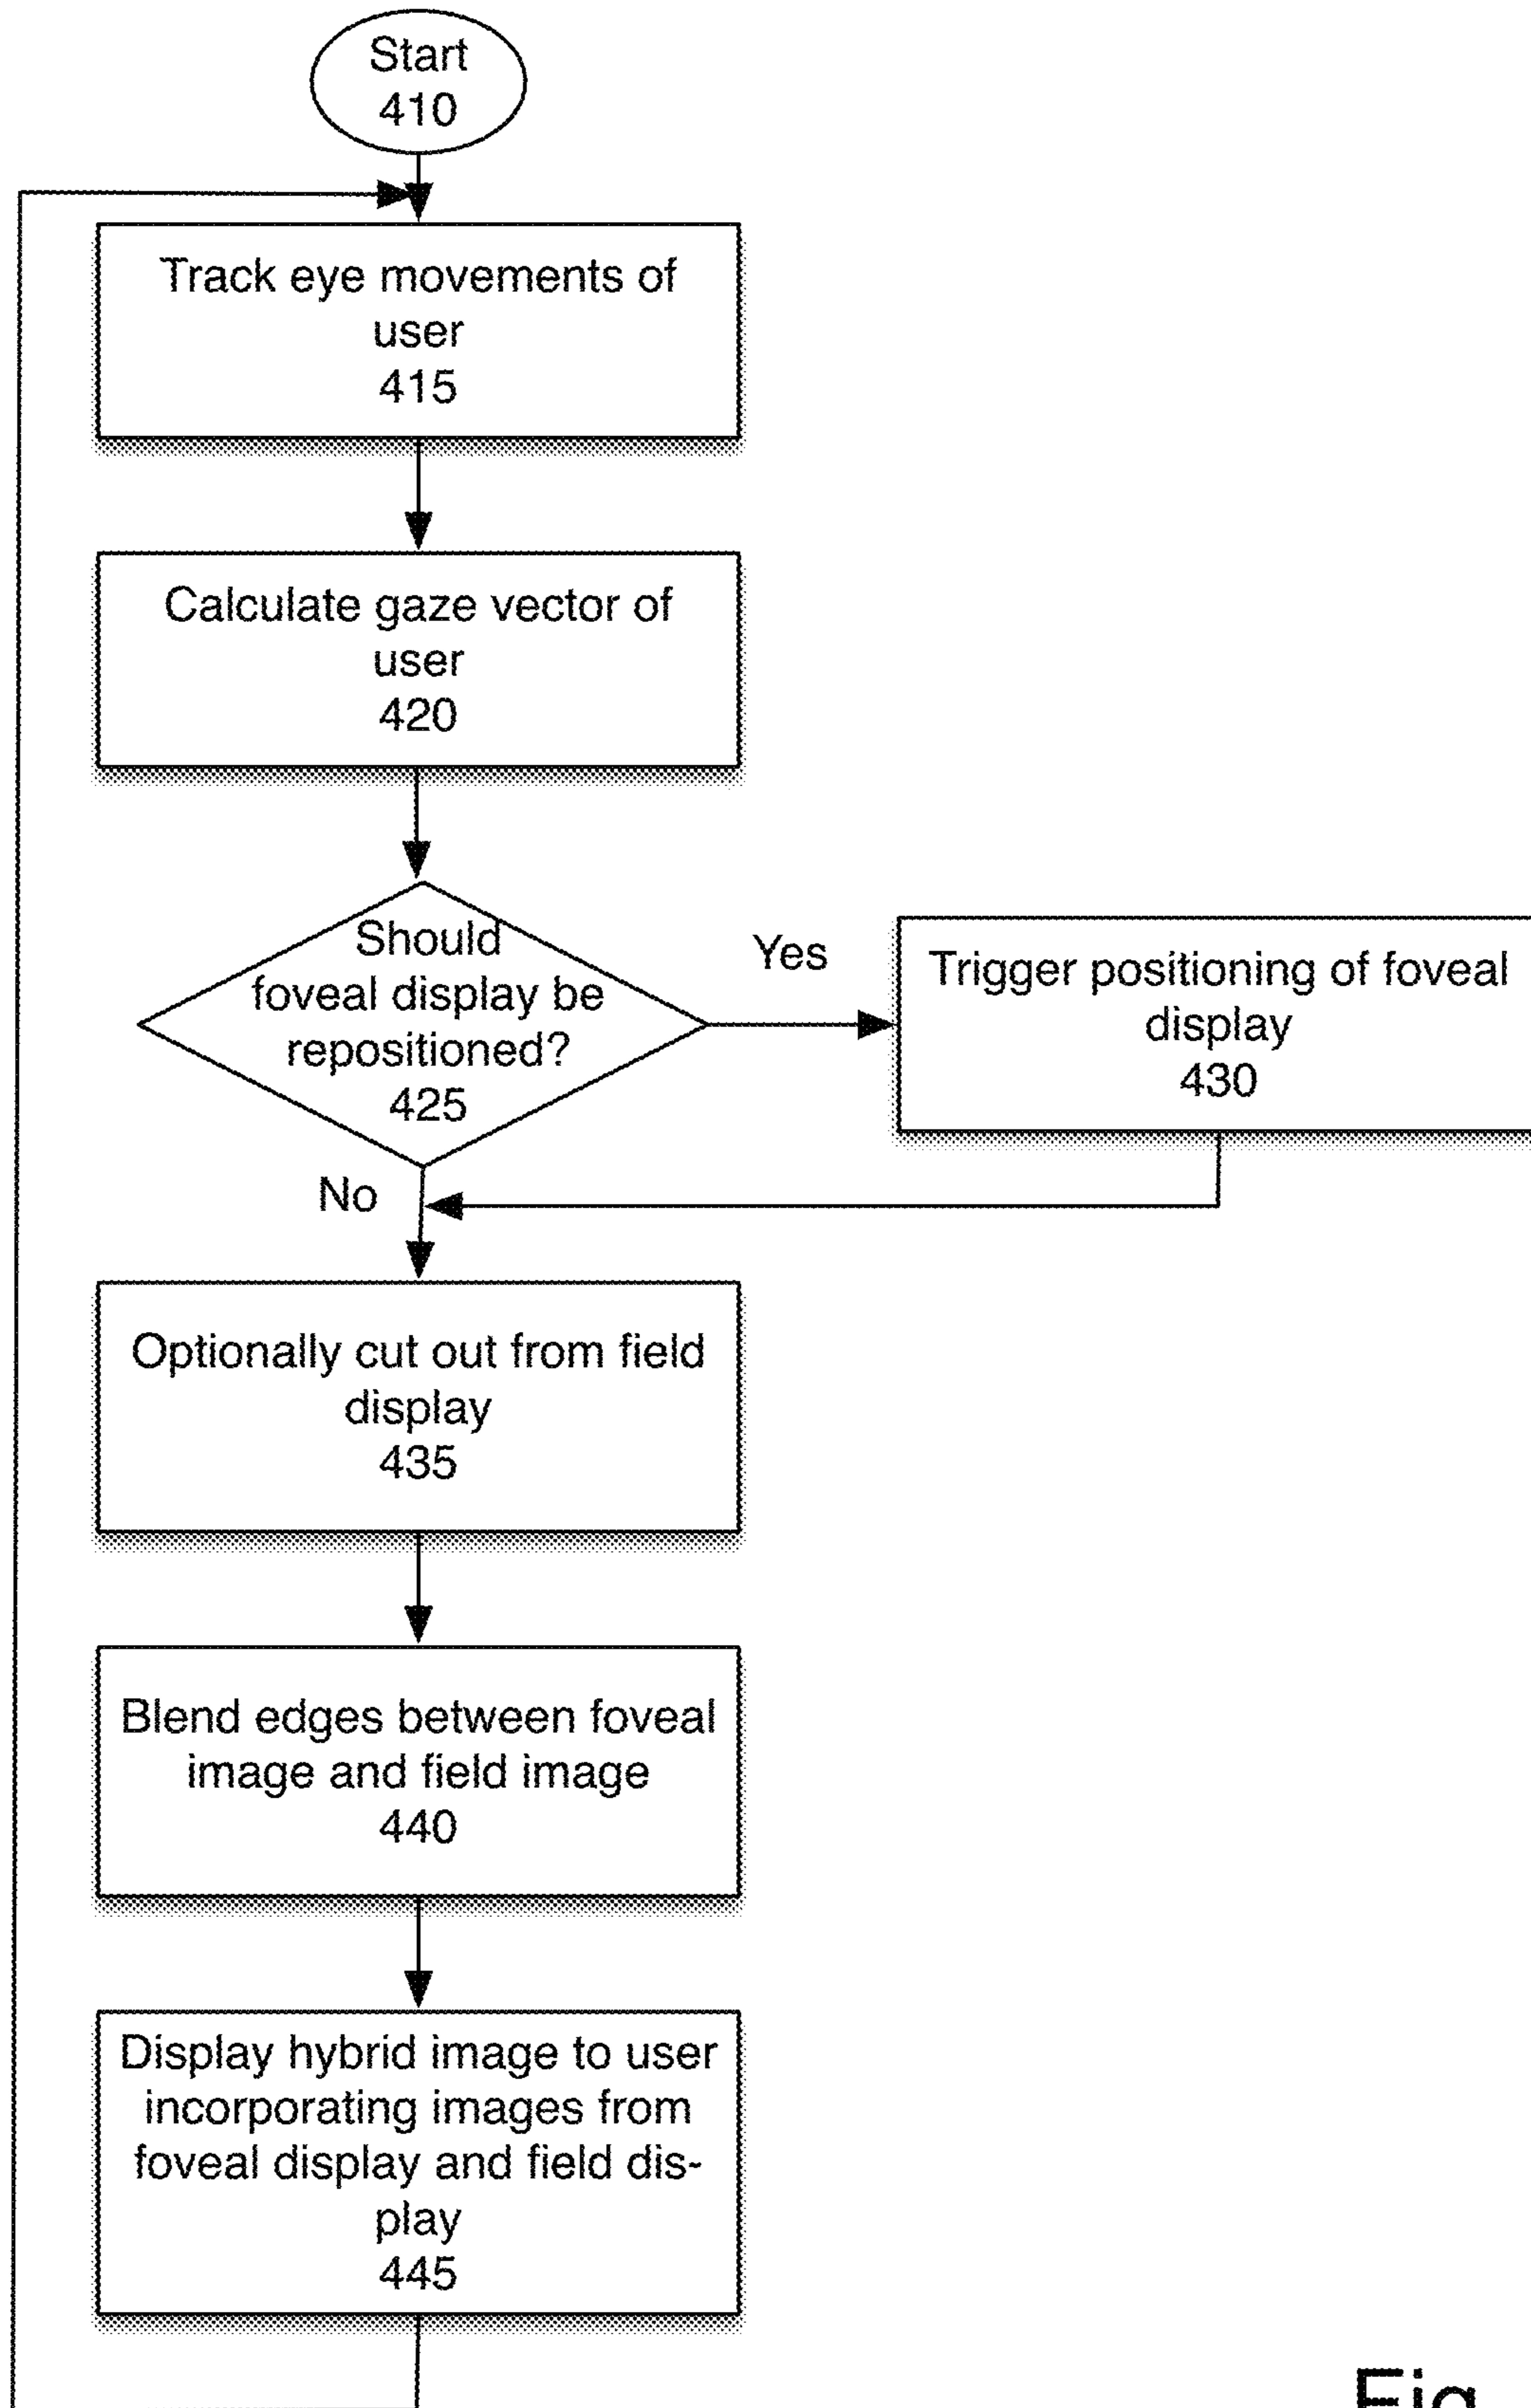 Start
410
Track eye movements of
user
415
Calculate gaze vector of
user
420
Should
foveal display be
repositioned?
425
Yes
Trigger positioning of foveal
display
430
No
Optionally cut out from field
display
435
Blend edges between foveal
image and field image
440
Display hybrid image to user
incorporating images from
foveal display and field dis-
play
445
Fig